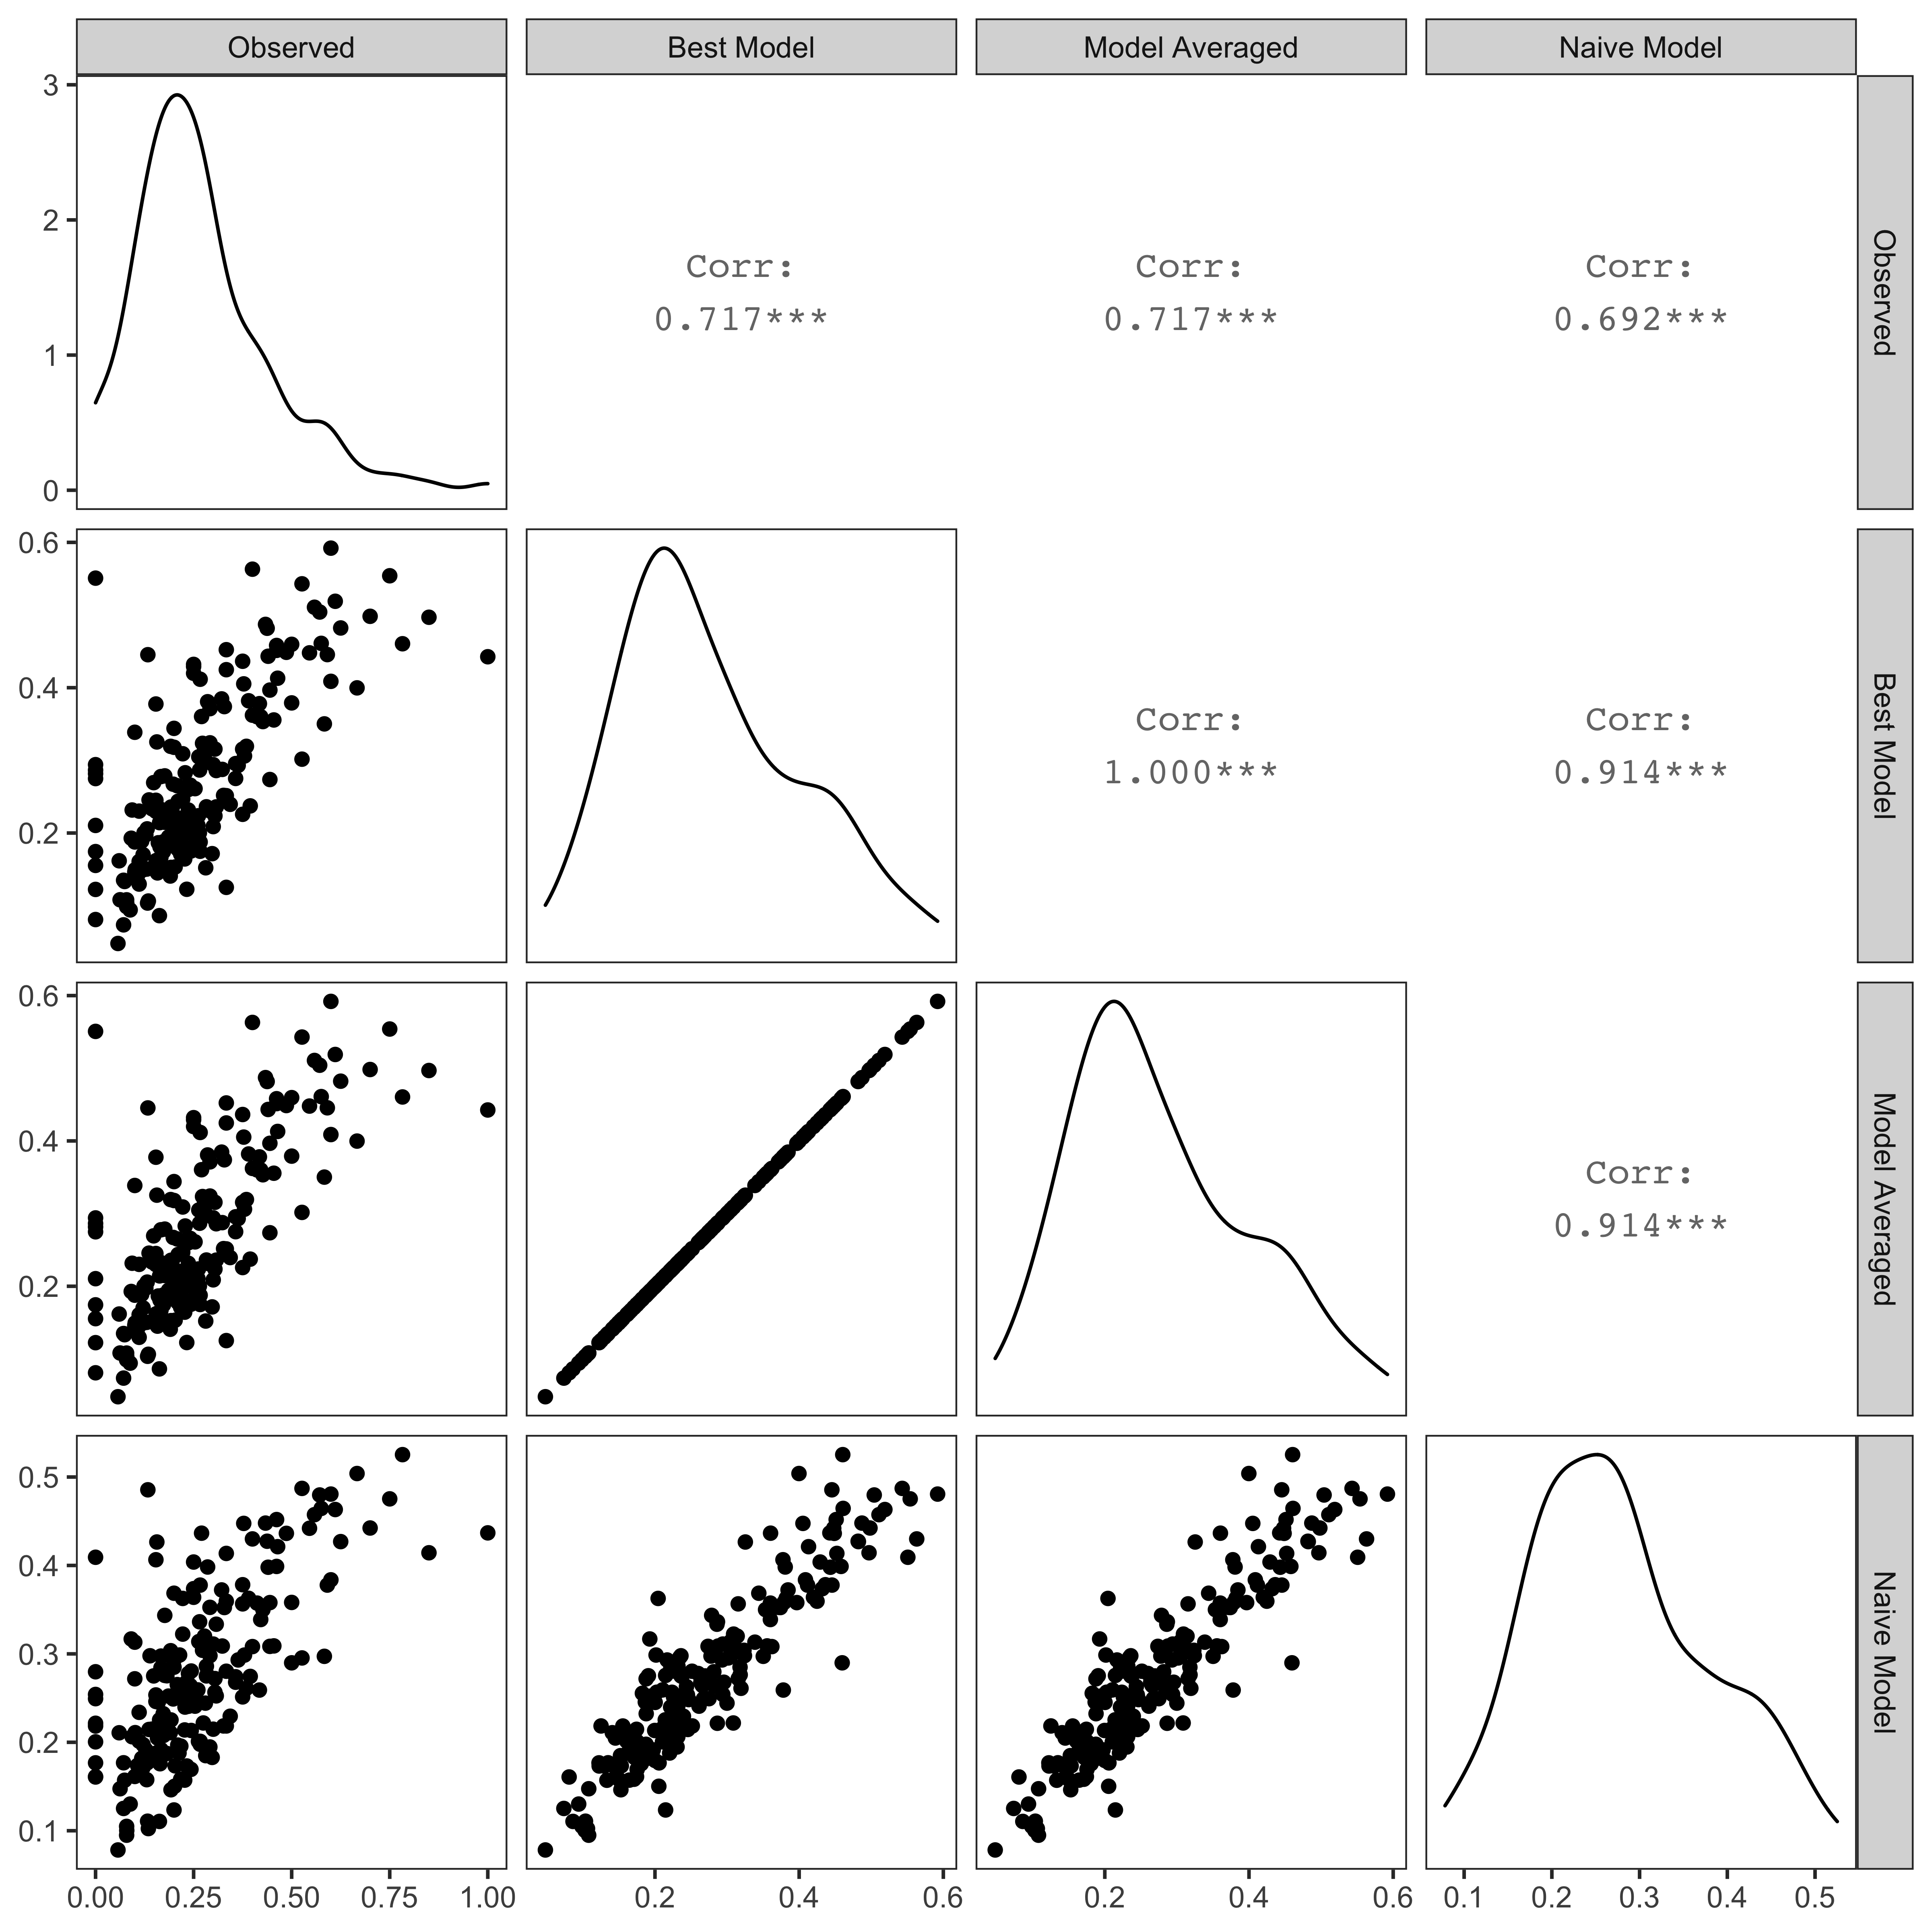 Observed
Best Model
Model Averaged
Naive Model
3
2
1
0
Corr:
0.717***
Corr:
0.717***
Corr:
0.692***
Observed
0.6
0.4
0.2
Corr:
1.000***
Corr:
0.914***
Best Model
0.6
0.4
0.2
Corr:
0.914***
Model Averaged
0.5
0.4
0.3
0.2
0.1
Naive Model
0.00 0.25 0.50 0.75 1.00
0.2 0.4 0.6
0.2 0.4 0.6
0.1 0.2 0.3 0.4 0.5